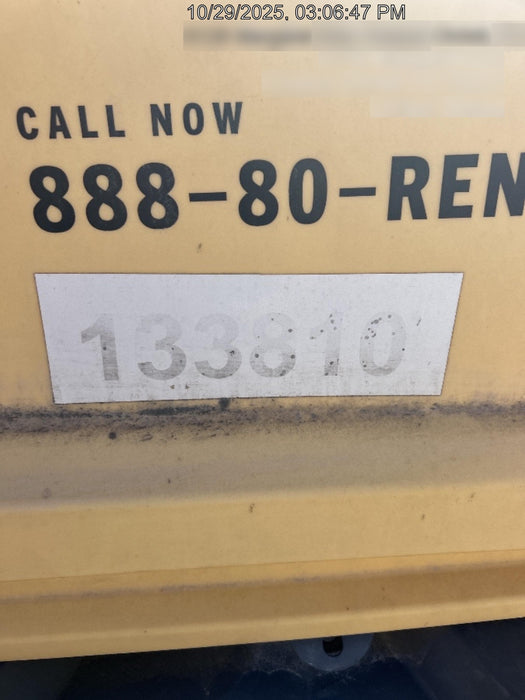 10/29/2025, 03:06:47 PM
CALL NOW
888-80-REN
133810